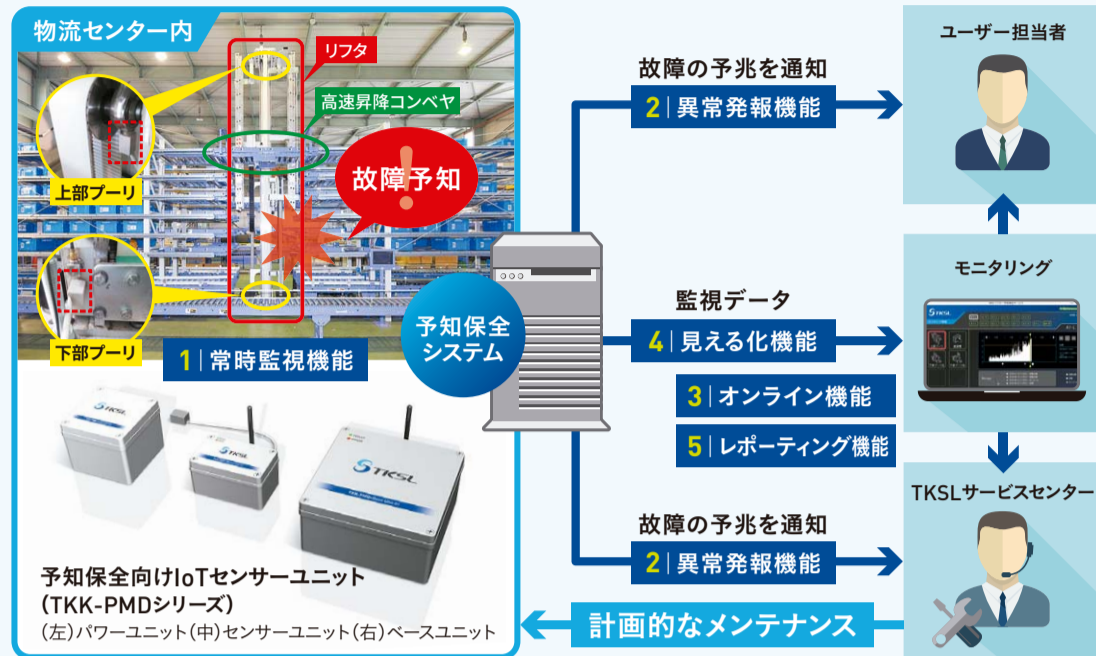 物流センター内
リフタ
高速昇降コンベヤ
故障予知
上部プーリ
下部プーリ
1 | 常時監視機能
予知保全
システム
TKSL
TKSL
TKSL
予知保全向けIoTセンサーユニット
(TKK-PMDシリーズ)
(左)パワーユニット(中)センサーユニット(右)ベースユニット
故障の予兆を通知
2 | 異常発報機能
監視データ
4 | 見える化機能
3 | オンライン機能
5 | レポーティング機能
故障の予兆を通知
2 | 異常発報機能
計画的なメンテナンス
ユーザー担当者
モニタリング
TKSL
TKSLサービスセンター